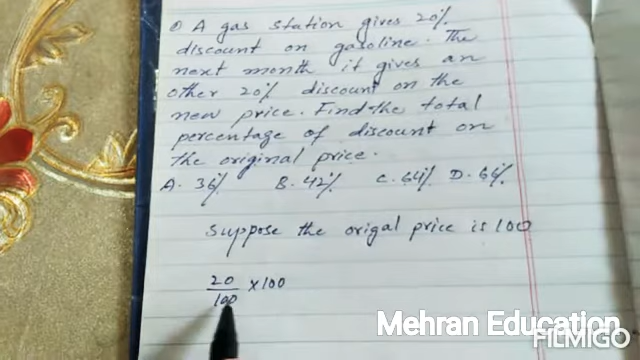 A gas station gives 20%
discount on gasoline. The
next month it gives an
other 20% discount on the
new price. Find the total
percentage of discount on
the original price.
A. 36% B. 42% C. 64% D. 66%
Suppose the origal price is 100
20/100 x100
Mehran Education
FILMIGO